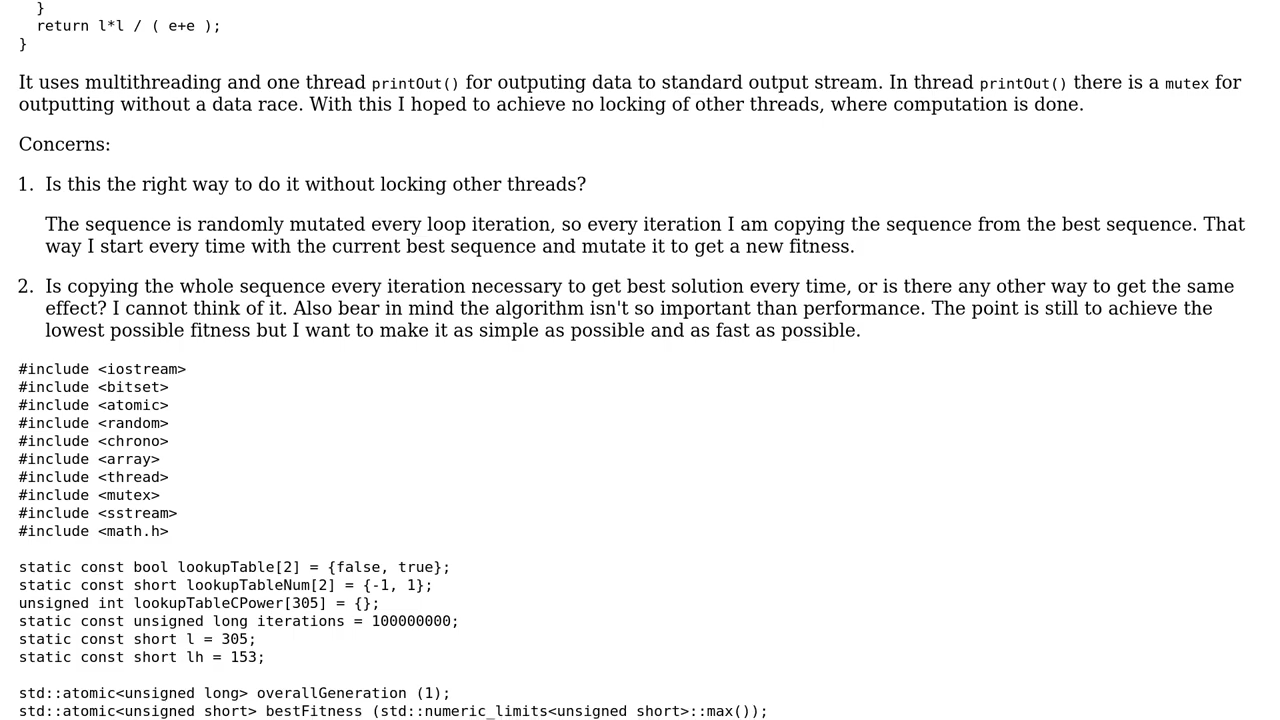 }
return l*l / ( e+e );
}
It uses multithreading and one thread printOut() for outputing data to standard output stream. In thread printOut() there is a mutex for
outputting without a data race. With this I hoped to achieve no locking of other threads, where computation is done.
Concerns:
1. Is this the right way to do it without locking other threads?
The sequence is randomly mutated every loop iteration, so every iteration I am copying the sequence from the best sequence. That
way I start every time with the current best sequence and mutate it to get a new fitness.
2. Is copying the whole sequence every iteration necessary to get best solution every time, or is there any other way to get the same
effect? I cannot think of it. Also bear in mind the algorithm isn't so important than performance. The point is still to achieve the
lowest possible fitness but I want to make it as simple as possible and as fast as possible.
#include <iostream>
#include <bitset>
#include <atomic>
#include <random>
#include <chrono>
#include <array>
#include <thread>
#include <mutex>
#include <sstream>
#include <math.h>
static const bool lookupTable[2] = {false, true};
static const short lookupTableNum[2] = {-1, 1};
unsigned int lookupTableCPower[305] = {};
static const unsigned long iterations = 100000000;
static const short l = 305;
static const short lh = 153;
std::atomic<unsigned long> overallGeneration (1);
std::atomic<unsigned short> bestFitness (std::numeric_limits<unsigned short>::max());